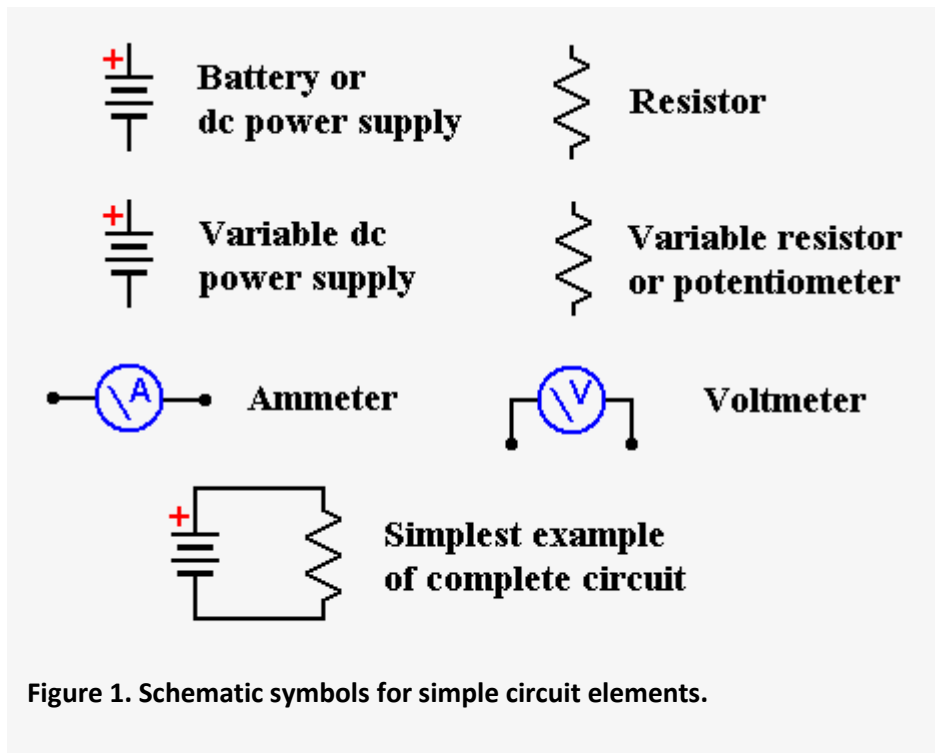 +
Battery or
dc power supply
Resistor
+
Variable dc
power supply
Variable resistor
or potentiometer
A
Ammeter
V
Voltmeter
+
Simplest example
of complete circuit
Figure 1. Schematic symbols for simple circuit elements.